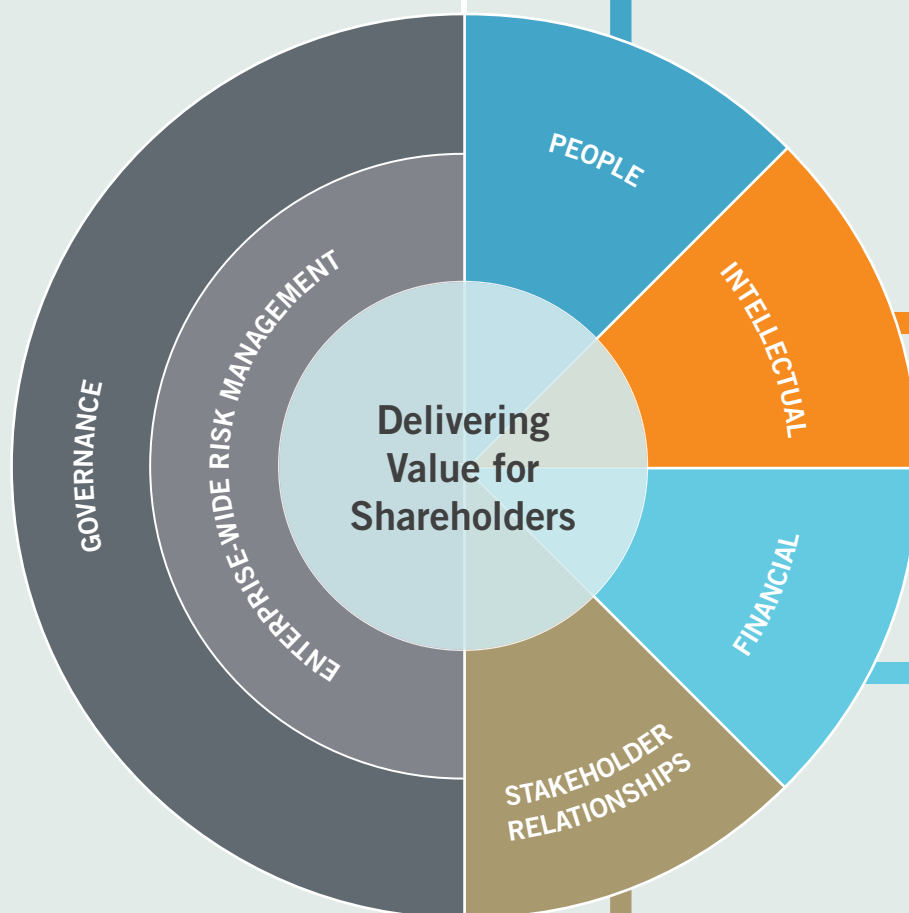 PEOPLE
INTELLECTUAL
FINANCIAL
STAKEHOLDER
RELATIONSHIPS
GOVERNANCE
ENTERPRISE-WIDE RISK MANAGEMENT
Delivering
Value for
Shareholders